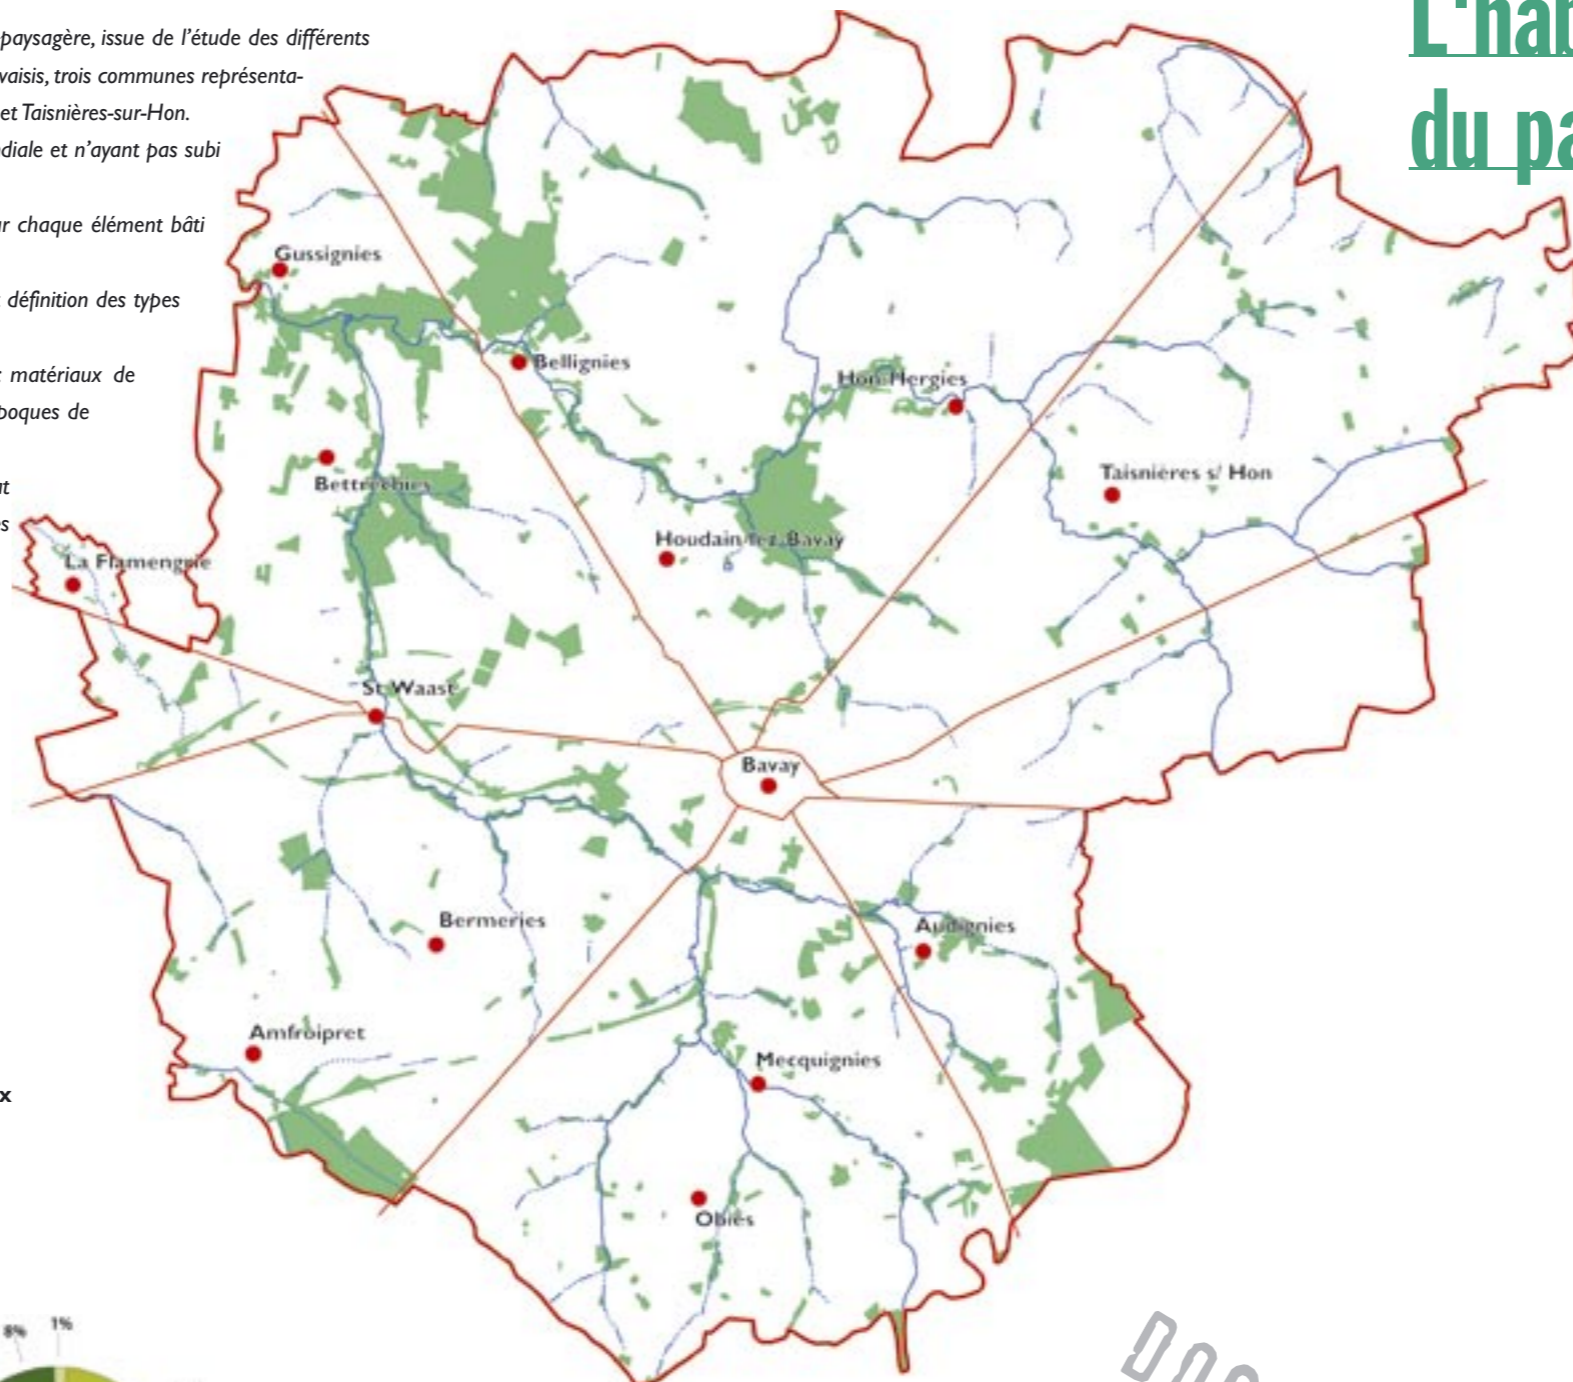 paysagère, issue de l'étude des différents
vaisis, trois communes représenta-
et Taisnières-sur-Hon.
diale et n'ayant pas subi
chaque élément bâti
définition des types
matériaux de
poques de
L'hab
du pa
Gussignies
Bellignies
Hon-Hergies
Bettrechies
Taisnières s/ Hon
Houdain-lez-Bavay
La Flamengrie
St Waast
Bavay
Bermeries
Audignies
Amfroipret
Mecquignies
Obies
x
8% 1%